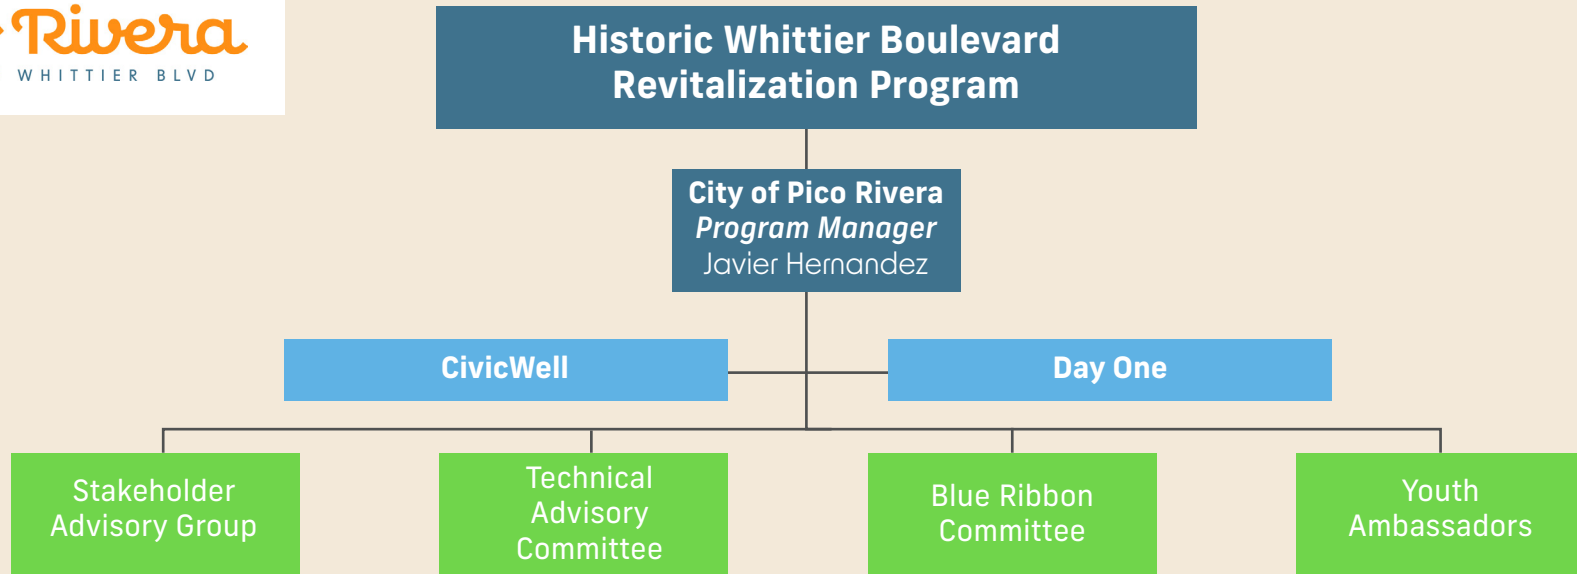 Rivera
WHITTIER BLVD
Historic Whittier Boulevard
Revitalization Program
City of Pico Rivera
Program Manager
Javier Hernandez
CivicWell
Day One
Stakeholder
Advisory Group
Technical
Advisory
Committee
Blue Ribbon
Committee
Youth
Ambassadors